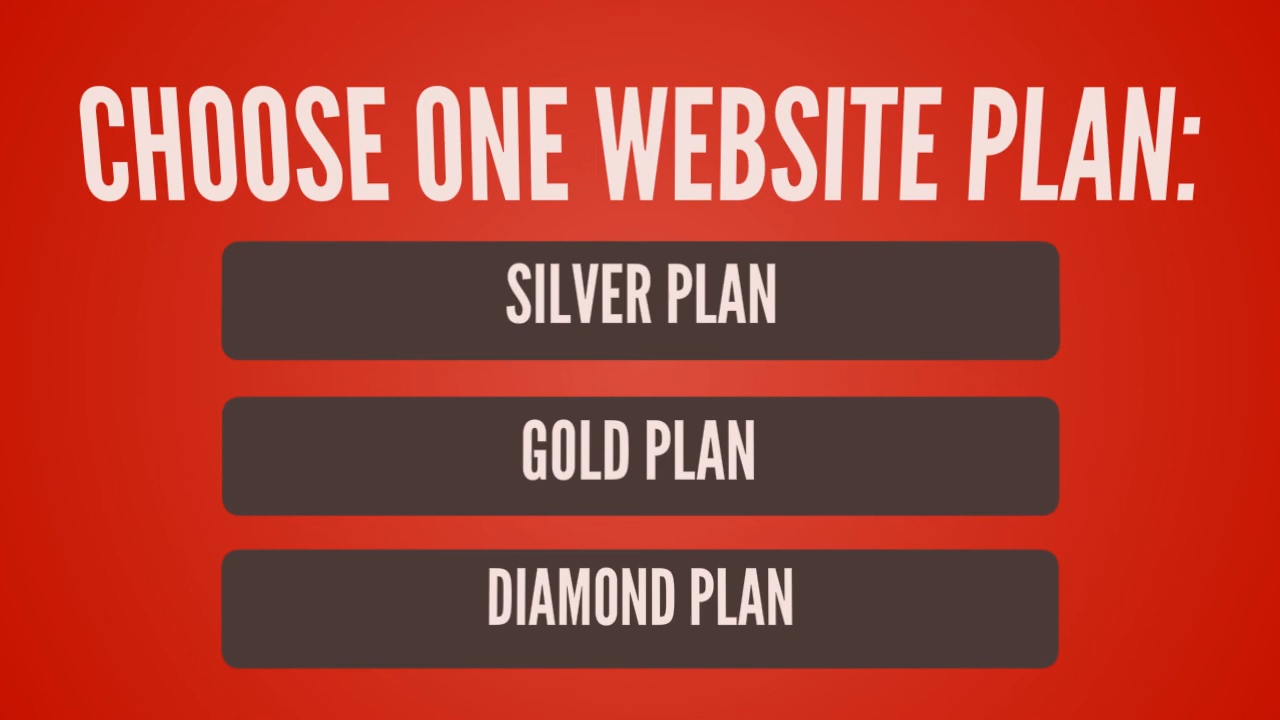 CHOOSE ONE WEBSITE PLAN:
SILVER PLAN
GOLD PLAN
DIAMOND PLAN